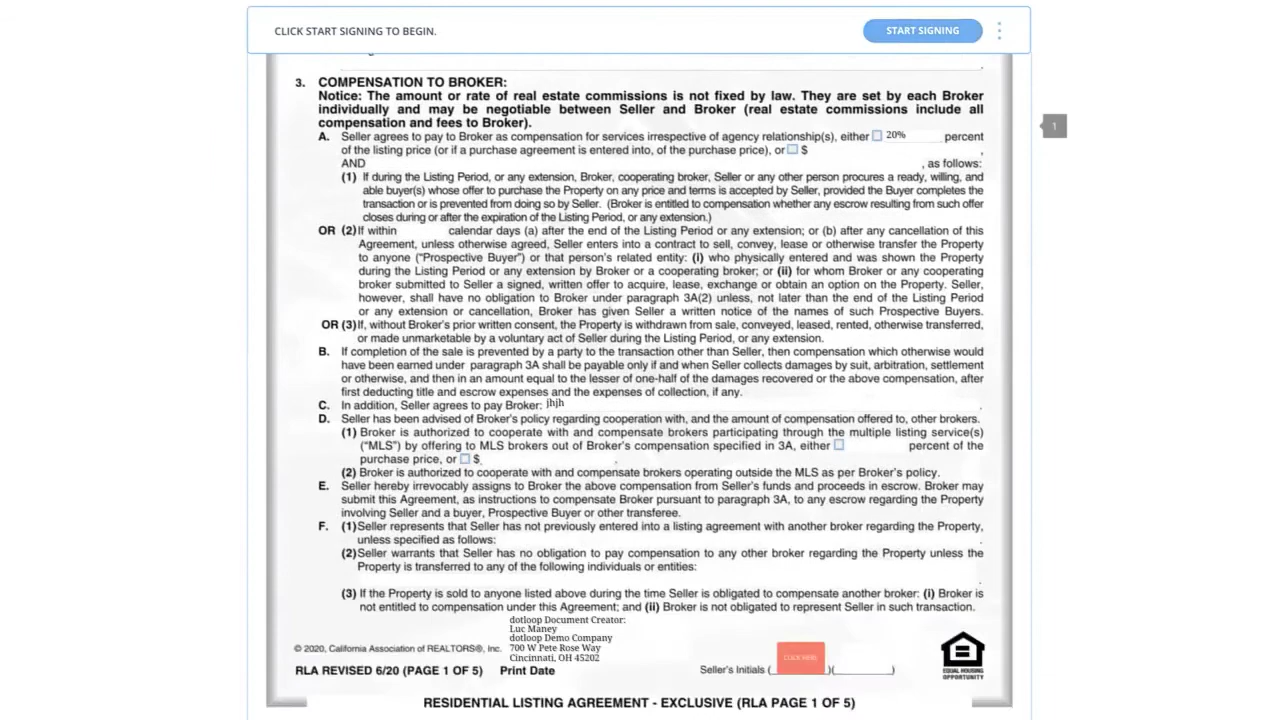 CLICK START SIGNING TO BEGIN.
START SIGNING
1
3. COMPENSATION TO BROKER:
Notice: The amount or rate of real estate commissions is not fixed by law. They are set by each Broker
individually and may be negotiable between Seller and Broker (real estate commissions include all
compensation and fees to Broker).
A. Seller agrees to pay to Broker as compensation for services irrespective of agency relationship(s), either 20% percent
of the listing price (or if a purchase agreement is entered into, of the purchase price), or $ ,
AND , as follows:
(1) If during the Listing Period, or any extension, Broker, cooperating broker, Seller or any other person procures a ready, willing, and
able buyer(s) whose offer to purchase the Property on any price and terms is accepted by Seller, provided the Buyer completes the
transaction or is prevented from doing so by Seller. (Broker is entitled to compensation whether any escrow resulting from such offer
closes during or after the expiration of the Listing Period, or any extension.)
OR (2)If within calendar days (a) after the end of the Listing Period or any extension; or (b) after any cancellation of this
Agreement, unless otherwise agreed, Seller enters into a contract to sell, convey, lease or otherwise transfer the Property
to anyone ("Prospective Buyer") or that person's related entity: (i) who physically entered and was shown the Property
during the Listing Period or any extension by Broker or a cooperating broker; or (ii) for whom Broker or any cooperating
broker submitted to Seller a signed, written offer to acquire, lease, exchange or obtain an option on the Property. Seller,
however, shall have no obligation to Broker under paragraph 3A(2) unless, not later than the end of the Listing Period
or any extension or cancellation, Broker has given Seller a written notice of the names of such Prospective Buyers.
OR (3)If, without Broker's prior written consent, the Property is withdrawn from sale, conveyed, leased, rented, otherwise transferred,
or made unmarketable by a voluntary act of Seller during the Listing Period, or any extension.
B. If completion of the sale is prevented by a party to the transaction other than Seller, then compensation which otherwise would
have been earned under paragraph 3A shall be payable only if and when Seller collects damages by suit, arbitration, settlement
or otherwise, and then in an amount equal to the lesser of one-half of the damages recovered or the above compensation, after
first deducting title and escrow expenses and the expenses of collection, if any.
C. In addition, Seller agrees to pay Broker: jhjh .
D. Seller has been advised of Broker's policy regarding cooperation with, and the amount of compensation offered to, other brokers.
(1) Broker is authorized to cooperate with and compensate brokers participating through the multiple listing service(s)
("MLS") by offering to MLS brokers out of Broker's compensation specified in 3A, either percent of the
purchase price, or $ .
(2) Broker is authorized to cooperate with and compensate brokers operating outside the MLS as per Broker's policy.
E. Seller hereby irrevocably assigns to Broker the above compensation from Seller's funds and proceeds in escrow. Broker may
submit this Agreement, as instructions to compensate Broker pursuant to paragraph 3A, to any escrow regarding the Property
involving Seller and a buyer, Prospective Buyer or other transferee.
F. (1)Seller represents that Seller has not previously entered into a listing agreement with another broker regarding the Property,
unless specified as follows: .
(2)Seller warrants that Seller has no obligation to pay compensation to any other broker regarding the Property unless the
Property is transferred to any of the following individuals or entities:
.
(3) If the Property is sold to anyone listed above during the time Seller is obligated to compensate another broker: (i) Broker is
not entitled to compensation under this Agreement; and (ii) Broker is not obligated to represent Seller in such transaction.
dotloop Document Creator:
Luc Maney
dotloop Demo Company
700 W Pete Rose Way
Cincinnati, OH 45202
© 2020, California Association of REALTORS®, Inc.
RLA REVISED 6/20 (PAGE 1 OF 5) Print Date
Seller's Initials ( CLICK HERE )( )
EQUAL HOUSING
OPPORTUNITY
RESIDENTIAL LISTING AGREEMENT - EXCLUSIVE (RLA PAGE 1 OF 5)